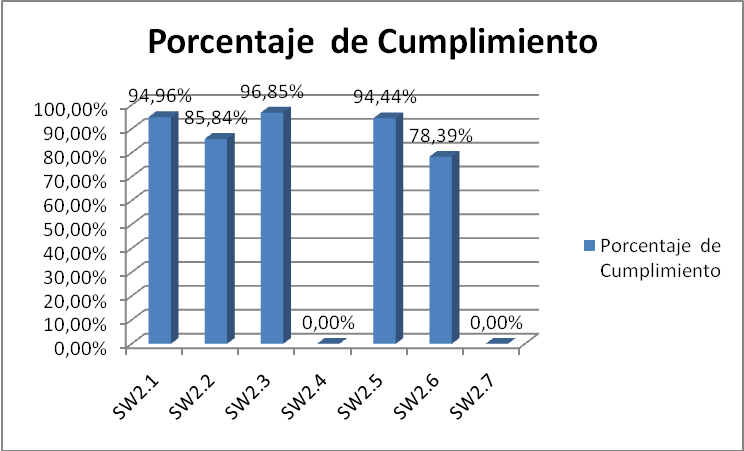 Porcentaje de Cumplimiento
94,96%
85,84%
96,85%
0,00%
94,44%
78,39%
0,00%
100,00%
90,00%
80,00%
70,00%
60,00%
50,00%
40,00%
30,00%
20,00%
10,00%
0,00%
SW2.1
SW2.2
SW2.3
SW2.4
SW2.5
SW2.6
SW2.7
Porcentaje de
Cumplimiento